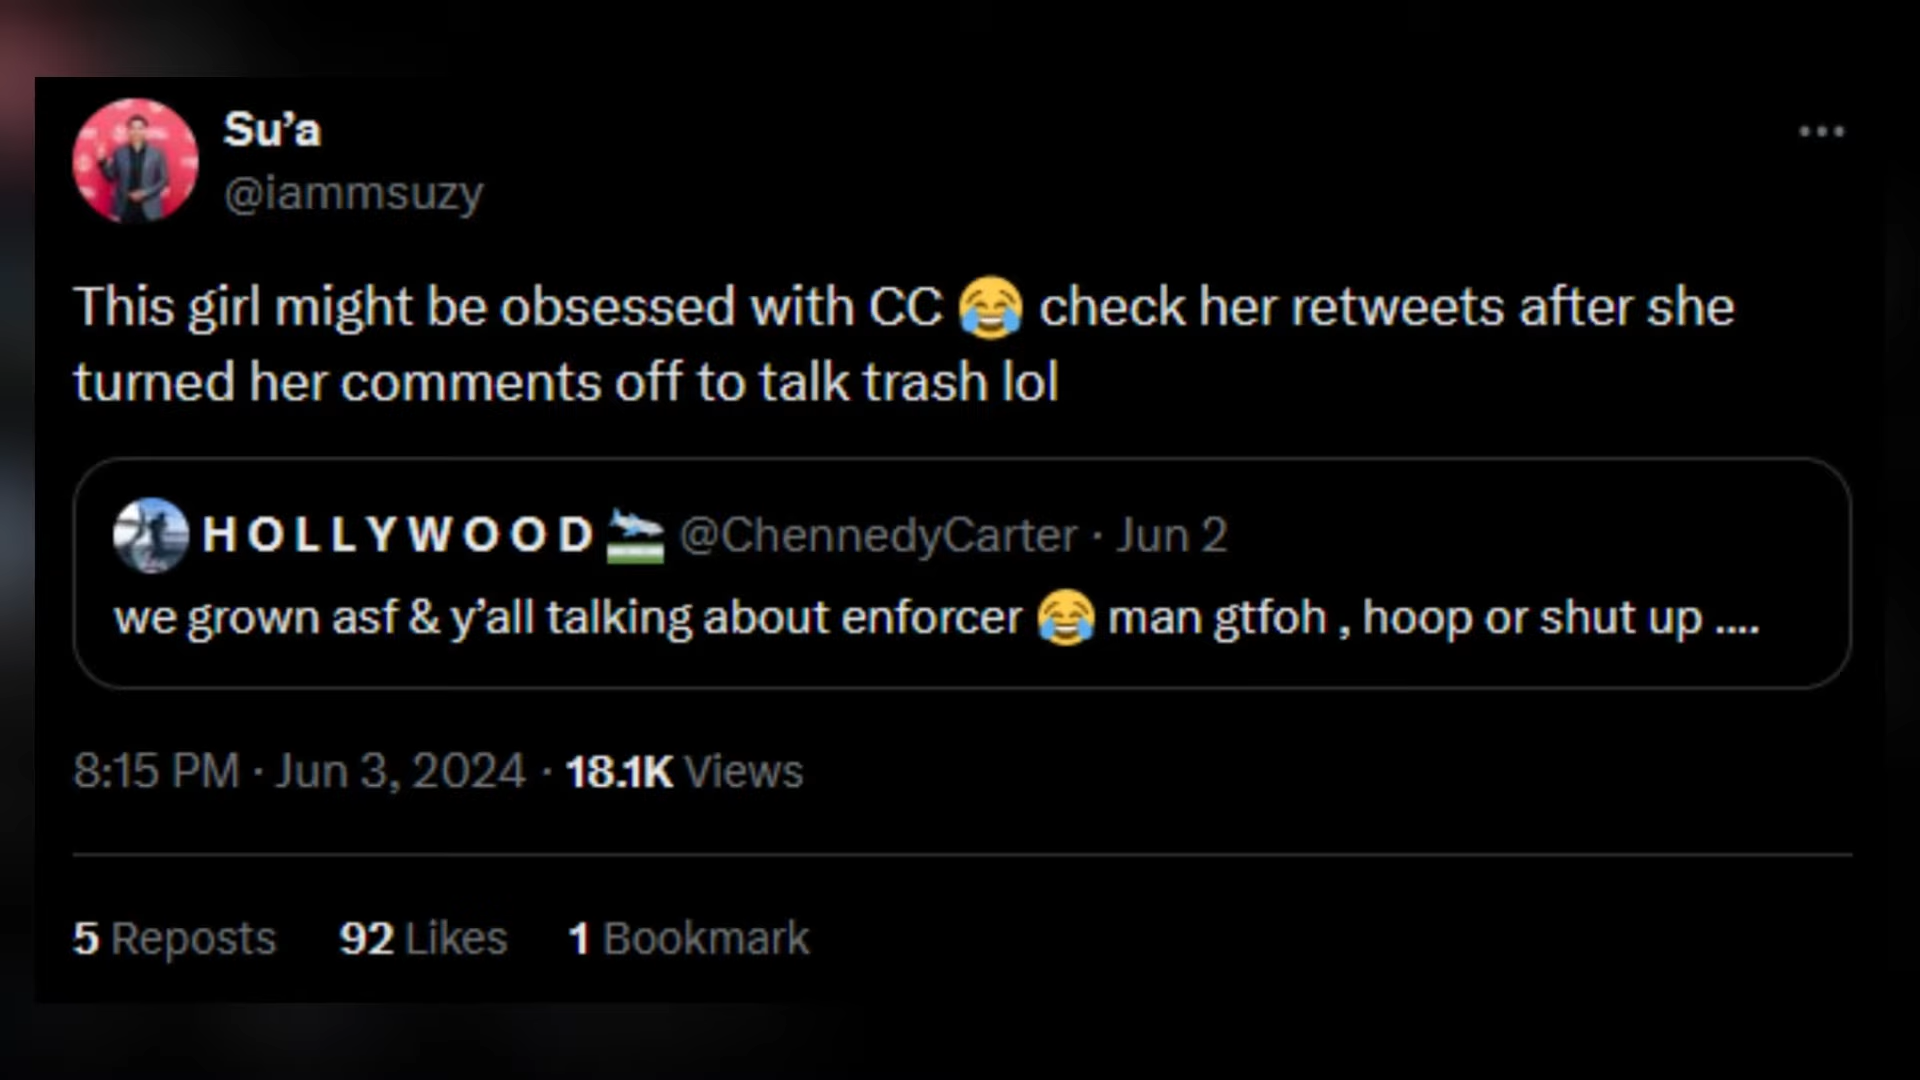 Su’a
@iammsuzy
This girl might be obsessed with CC 😂 check her retweets after she
turned her comments off to talk trash lol
H O L L Y W O O D 🛬 @ChennedyCarter · Jun 2
we grown asf & y’all talking about enforcer 😂 man gtfoh , hoop or shut up ....
8:15 PM · Jun 3, 2024 · 18.1K Views
5 Reposts 92 Likes 1 Bookmark